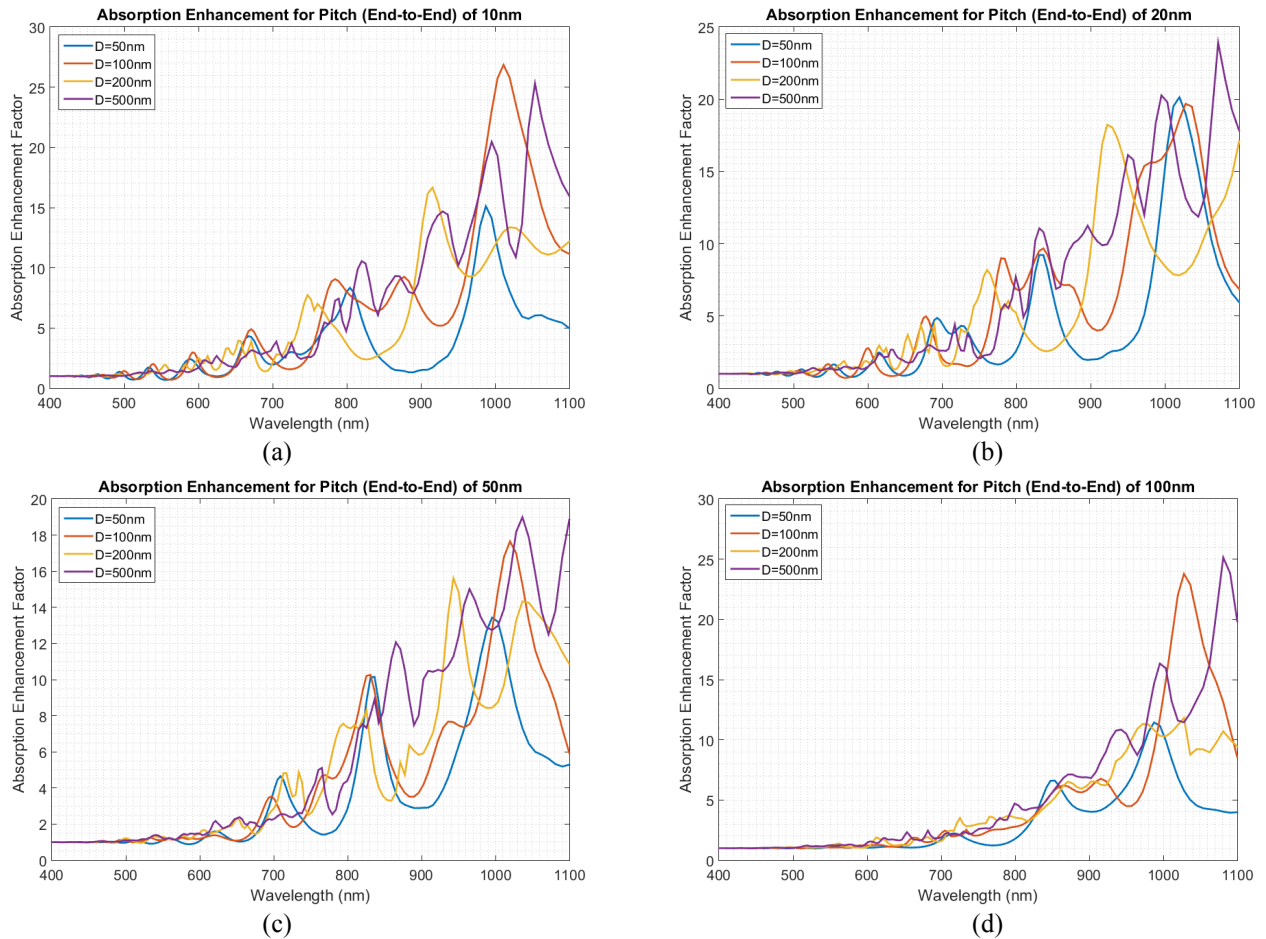 Absorption Enhancement for Pitch (End-to-End) of 10nm
30
25
20
15
10
5
0
Absorption Enhancement Factor
D=50nm
D=100nm
D=200nm
D=500nm
400 500 600 700 800 900 1000 1100
Wavelength (nm)
(a)
Absorption Enhancement for Pitch (End-to-End) of 20nm
25
20
15
10
5
0
Absorption Enhancement Factor
D=50nm
D=100nm
D=200nm
D=500nm
400 500 600 700 800 900 1000 1100
Wavelength (nm)
(b)
Absorption Enhancement for Pitch (End-to-End) of 50nm
20
18
16
14
12
10
8
6
4
2
0
Absorption Enhancement Factor
D=50nm
D=100nm
D=200nm
D=500nm
400 500 600 700 800 900 1000 1100
Wavelength (nm)
(c)
Absorption Enhancement for Pitch (End-to-End) of 100nm
30
25
20
15
10
5
0
Absorption Enhancement Factor
D=50nm
D=100nm
D=200nm
D=500nm
400 500 600 700 800 900 1000 1100
Wavelength (nm)
(d)